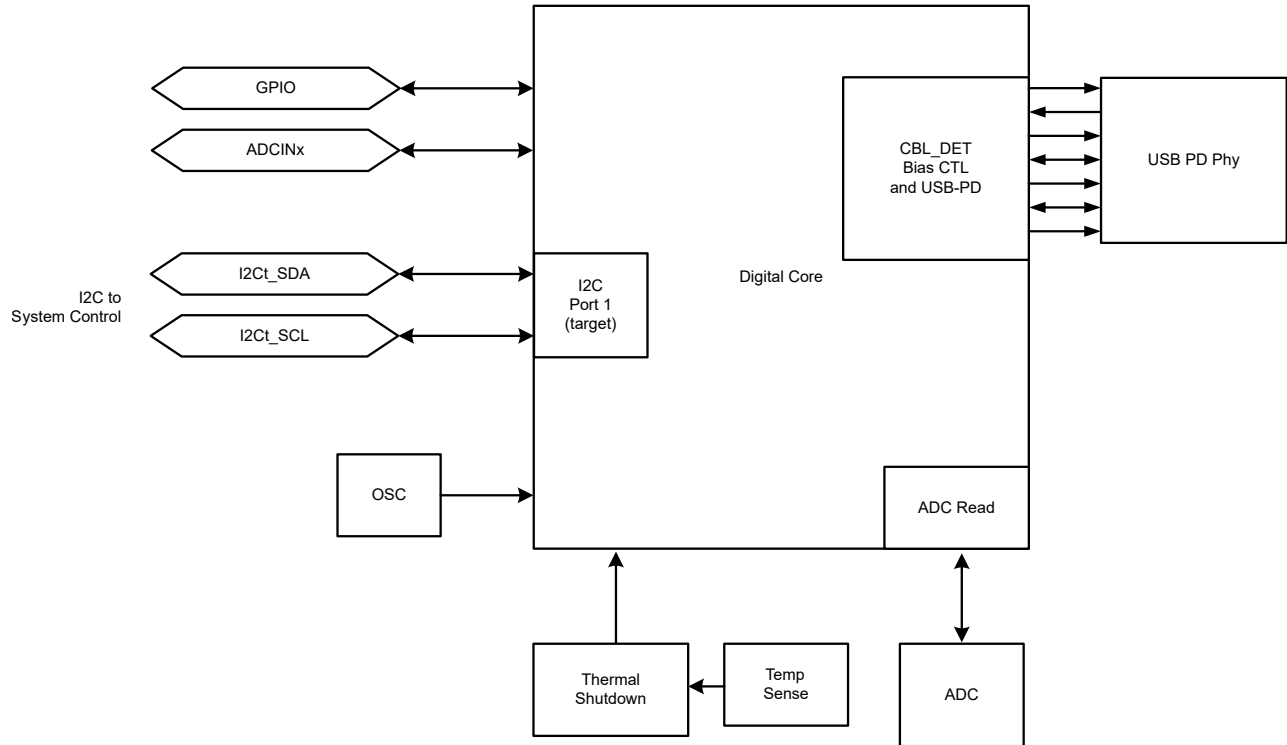 GPIO
ADCINx
CBL_DET
Bias CTL
and USB-PD
USB PD Phy
I2C to
System Control
I2Ct_SDA
I2Ct_SCL
I2C
Port 1
(target)
Digital Core
OSC
ADC Read
Thermal
Shutdown
Temp
Sense
ADC